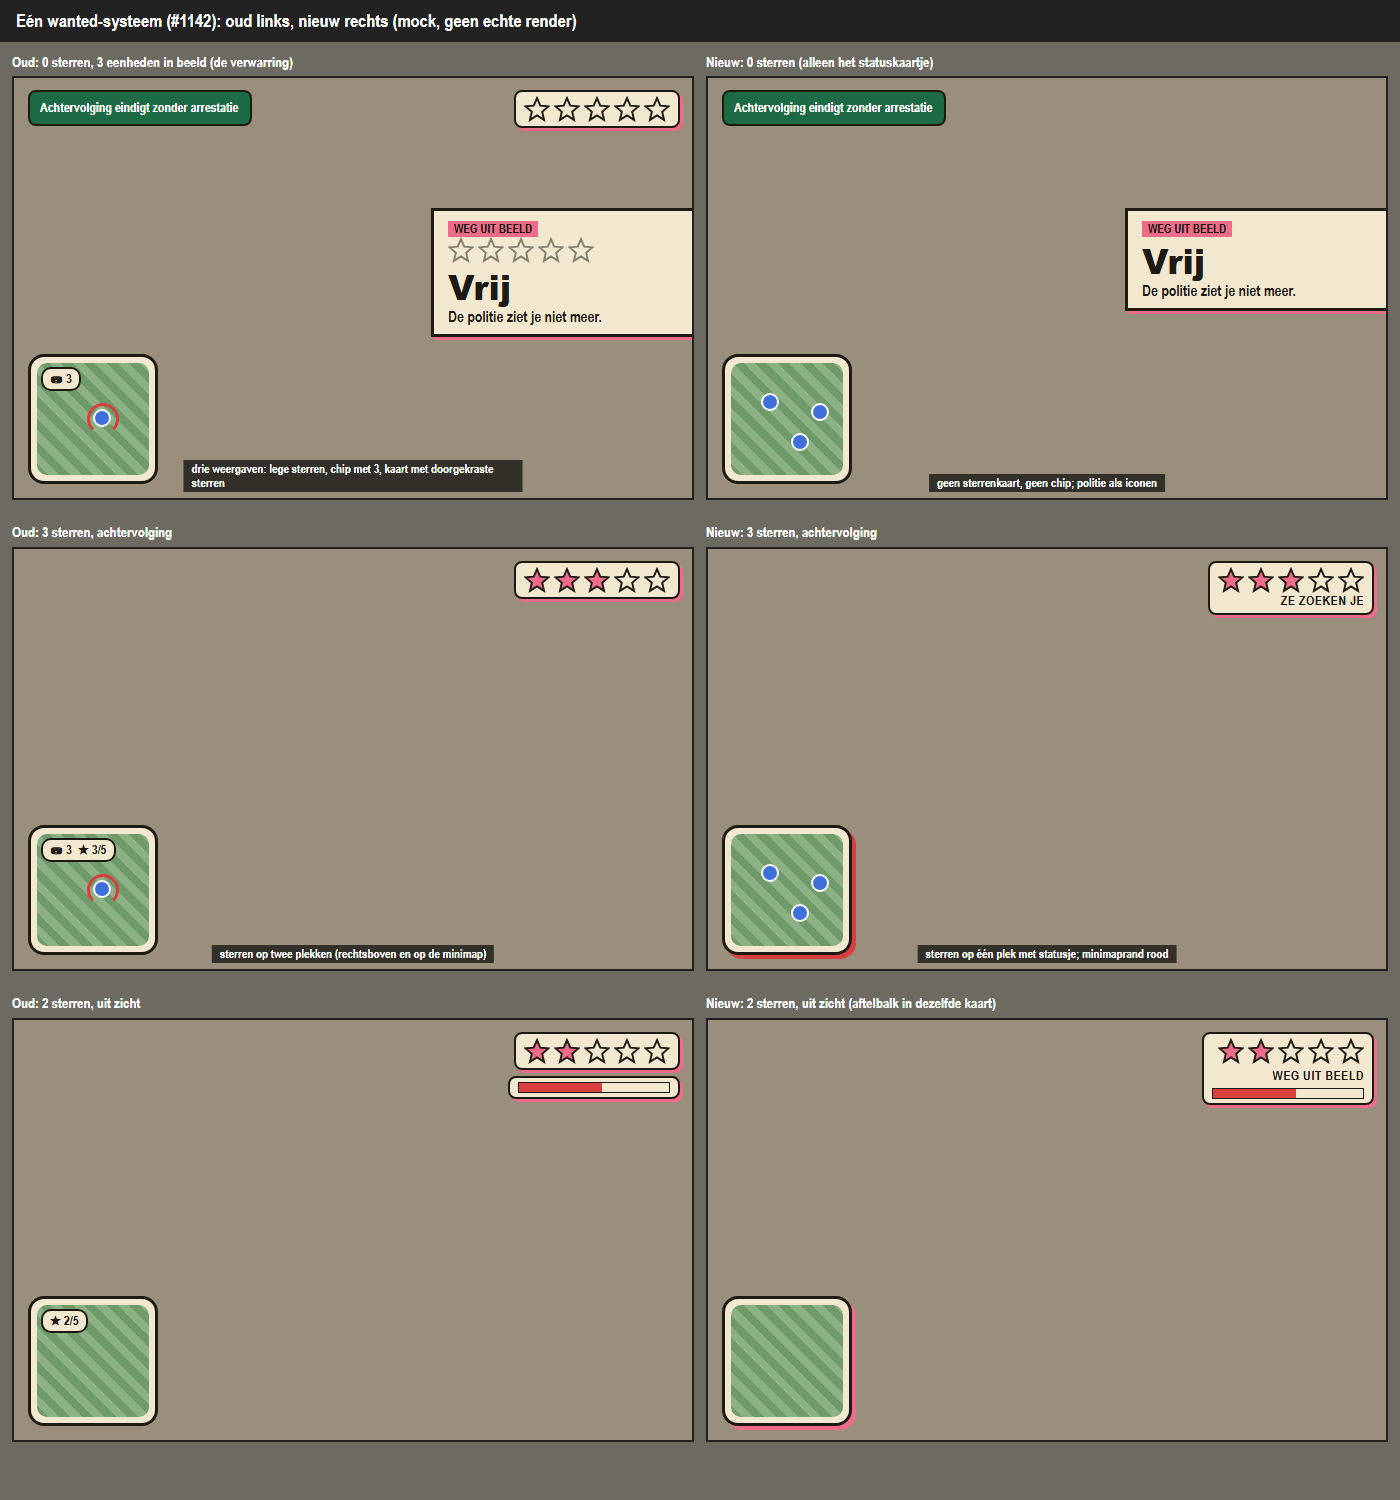 Eén wanted-systeem (#1142): oud links, nieuw rechts (mock, geen echte render)
Oud: 0 sterren, 3 eenheden in beeld (de verwarring)
Achtervolging eindigt zonder arrestatie
WEG UIT BEELD
Vrij
De politie ziet je niet meer.
3
drie weergaven: lege sterren, chip met 3, kaart met doorgekraste
sterren
Nieuw: 0 sterren (alleen het statuskaartje)
Achtervolging eindigt zonder arrestatie
WEG UIT BEELD
Vrij
De politie ziet je niet meer.
geen sterrenkaart, geen chip; politie als iconen
Oud: 3 sterren, achtervolging
3 ★ 3/5
sterren op twee plekken (rechtsboven en op de minimap)
Nieuw: 3 sterren, achtervolging
ZE ZOEKEN JE
sterren op één plek met statusje; minimaprand rood
Oud: 2 sterren, uit zicht
★ 2/5
Nieuw: 2 sterren, uit zicht (aftelbalk in dezelfde kaart)
WEG UIT BEELD